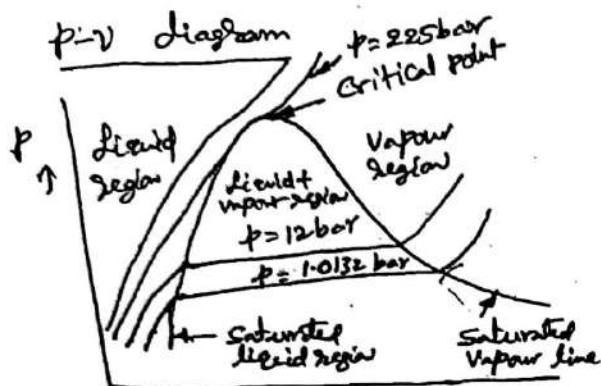 p-v diagram
p=225bar
Critical point
P
↑
Liquid
region
Vapour
region
Liquid+
vapour region
p=12bar
p=1.0132 bar
Saturated
liquid region
Saturated
Vapour line